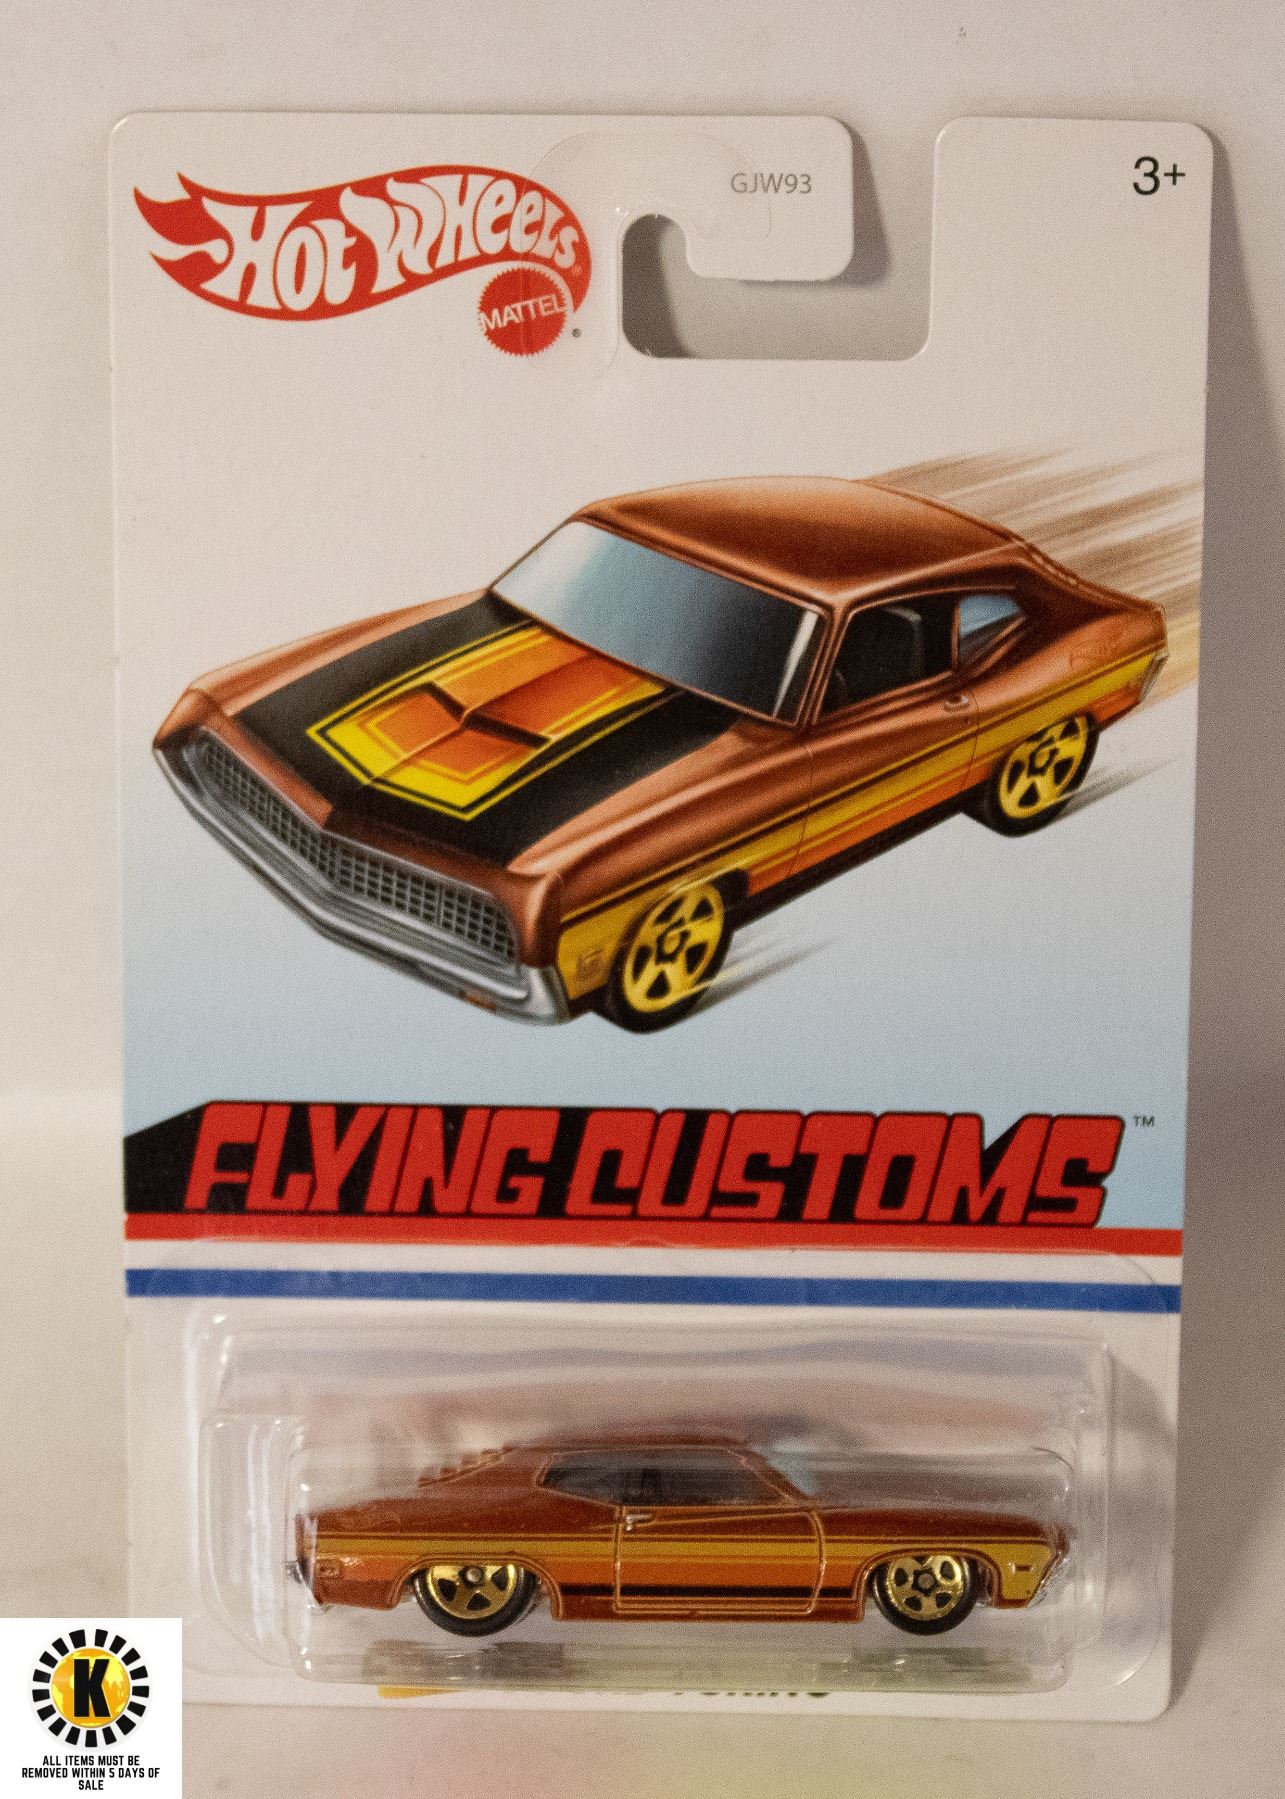 HOT WHEELS
®
MATTEL
®
GJW93
3+
FLYING CUSTOMS
™
K
ALL ITEMS MUST BE
REMOVED WITHIN 5 DAYS OF
SALE